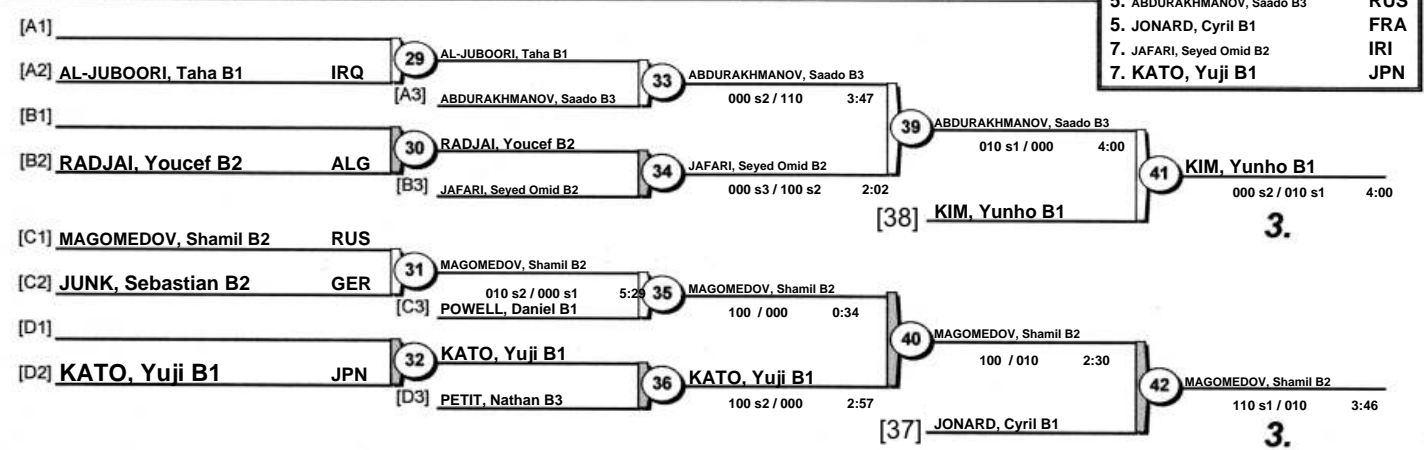 5. ABDURAKHMANOV, Saado B3 RUS
5. JONARD, Cyril B1 FRA
7. JAFARI, Seyed Omid B2 IRI
7. KATO, Yuji B1 JPN
[A1]
29 AL-JUBOORI, Taha B1
[A2] AL-JUBOORI, Taha B1 IRQ
33 ABDURAKHMANOV, Saado B3
000 s2 / 110 3:47
[A3] ABDURAKHMANOV, Saado B3
[B1]
39 ABDURAKHMANOV, Saado B3
010 s1 / 000 4:00
30 RADJAI, Youcef B2
[B2] RADJAI, Youcef B2 ALG
34 JAFARI, Seyed Omid B2
000 s3 / 100 s2 2:02
41 KIM, Yunho B1
000 s2 / 010 s1 4:00
[B3] JAFARI, Seyed Omid B2
[38] KIM, Yunho B1
3.
[C1] MAGOMEDOV, Shamil B2 RUS
31 MAGOMEDOV, Shamil B2
010 s2 / 000 s1 5:29
[C2] JUNK, Sebastian B2 GER
35 MAGOMEDOV, Shamil B2
100 / 000 0:34
[C3] POWELL, Daniel B1
[D1]
40 MAGOMEDOV, Shamil B2
100 / 010 2:30
32 KATO, Yuji B1
[D2] KATO, Yuji B1 JPN
36 KATO, Yuji B1
100 s2 / 000 2:57
42 MAGOMEDOV, Shamil B2
110 s1 / 010 3:46
[D3] PETIT, Nathan B3
[37] JONARD, Cyril B1
3.